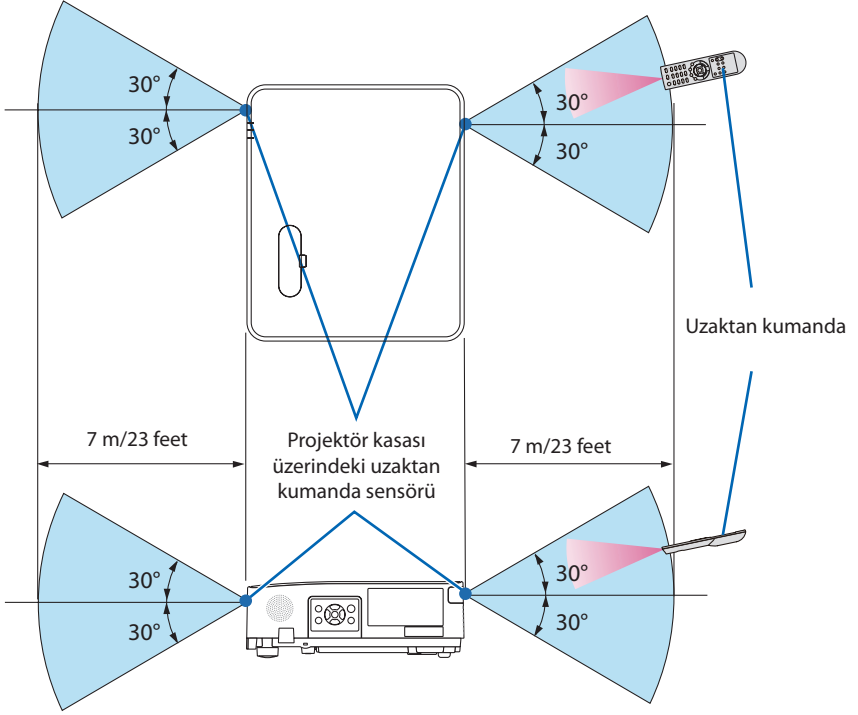 30°
30°
30°
30°
Uzaktan kumanda
7 m/23 feet
Projektör kasası
üzerindeki uzaktan
kumanda sensörü
7 m/23 feet
30°
30°
30°
30°